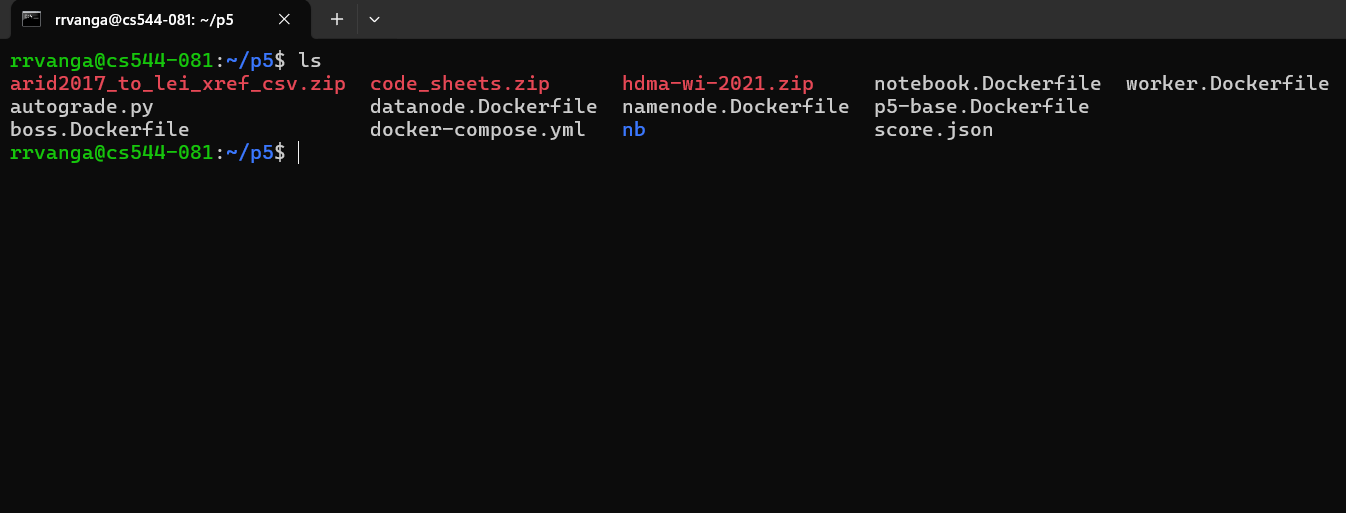 rrvanga@cs544-081: ~/p5
rrvanga@cs544-081:~/p5$ ls
arid2017_to_lei_xref_csv.zip  code_sheets.zip      hdma-wi-2021.zip     notebook.Dockerfile  worker.Dockerfile
autograde.py                  datanode.Dockerfile  namenode.Dockerfile  p5-base.Dockerfile
boss.Dockerfile               docker-compose.yml   nb                   score.json
rrvanga@cs544-081:~/p5$